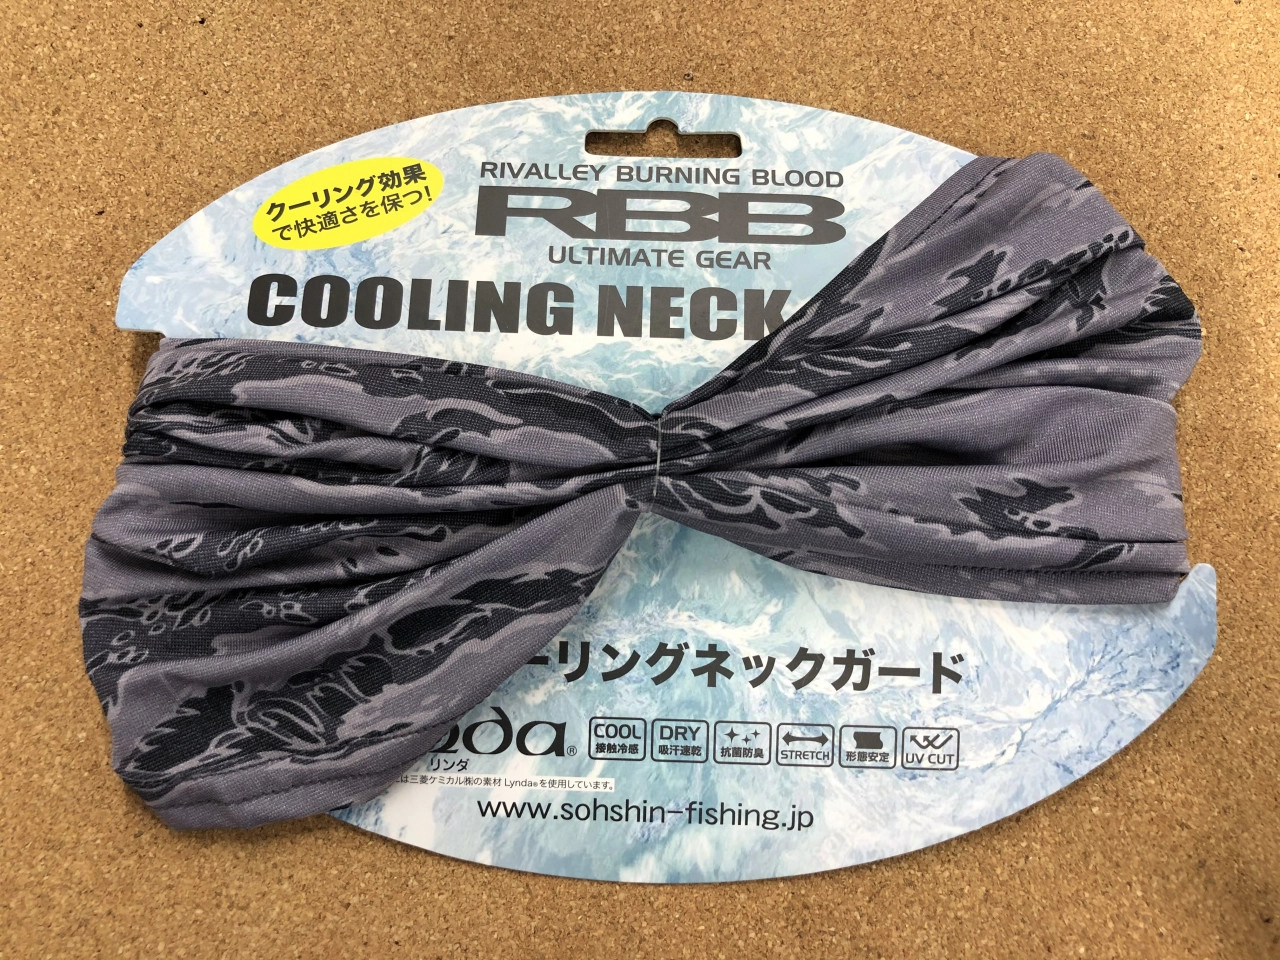 クーリング効果
で快適さを保つ!
RIVALLEY BURNING BLOOD
RBB
ULTIMATE GEAR
COOLING NECK
ーリングネックガード
リンダ
COOL
接触冷感
DRY
吸汗速乾
抗菌防臭
STRETCH
形態安定
UV CUT
は三菱ケミカル㈱の素材 Lynda®を使用しています。
www.sohshin-fishing.jp